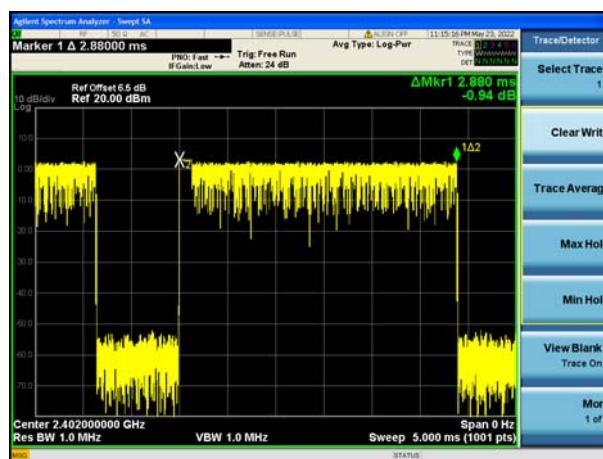 Agilent Spectrum Analyzer - Swept SA
RF 50 Ω AC SENSE:PULSE ALIGN OFF 11:15:16 PM May 23, 2022
Marker 1 Δ 2.88000 ms
Avg Type: Log-Pwr
TRACE 1 2 3 4 5 6
TYPE
DET N N N N N N
PNO: Fast
IFGain:Low
Trig: Free Run
Atten: 24 dB
ΔMkr1 2.880 ms
-0.94 dB
Ref Offset 6.5 dB
Ref 20.00 dBm
10 dB/div
Log
10.0
0.00
-10.0
-20.0
-30.0
-40.0
-50.0
-60.0
-70.0
X2
1Δ2
Center 2.402000000 GHz
Span 0 Hz
Res BW 1.0 MHz
VBW 1.0 MHz
Sweep 5.000 ms (1001 pts)
MSG
STATUS
Trace/Detector
Select Trace
1
Clear Writ
Trace Averag
Max Hol
Min Hol
View Blank
Trace On
Mor
1 of